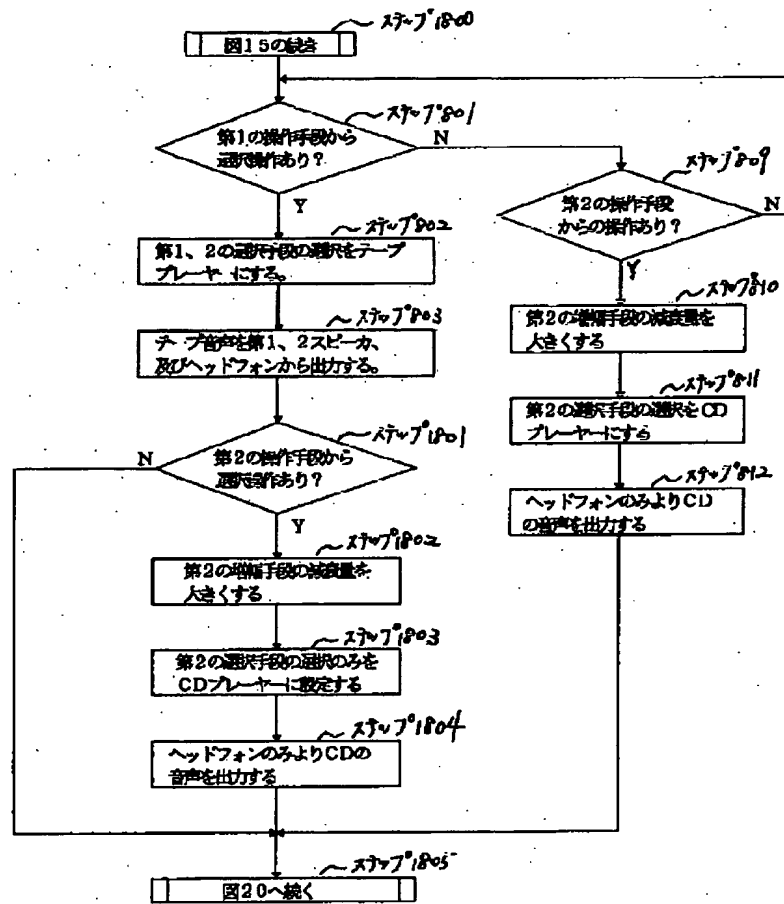 ステップ1800
図15の続き
ステップ801
第1の操作手段から
選択操作あり?
N
Y
ステップ809
第2の操作手段
からの操作あり?
N
Y
ステップ802
第1、2の選択手段の選択をテープ
プレーヤーにする。
ステップ810
第2の増幅手段の減衰量を
大きくする
ステップ803
テープ音声を第1、2スピーカ、
及びヘッドフォンから出力する。
ステップ811
第2の選択手段の選択をCD
プレーヤーにする
ステップ1801
第2の操作手段から
選択操作あり?
N
Y
ステップ812
ヘッドフォンのみよりCD
の音声を出力する
ステップ1802
第2の増幅手段の減衰量を
大きくする
ステップ1803
第2の選択手段の選択のみを
CDプレーヤーに設定する
ステップ1804
ヘッドフォンのみよりCDの
音声を出力する
ステップ1805
図20へ続く